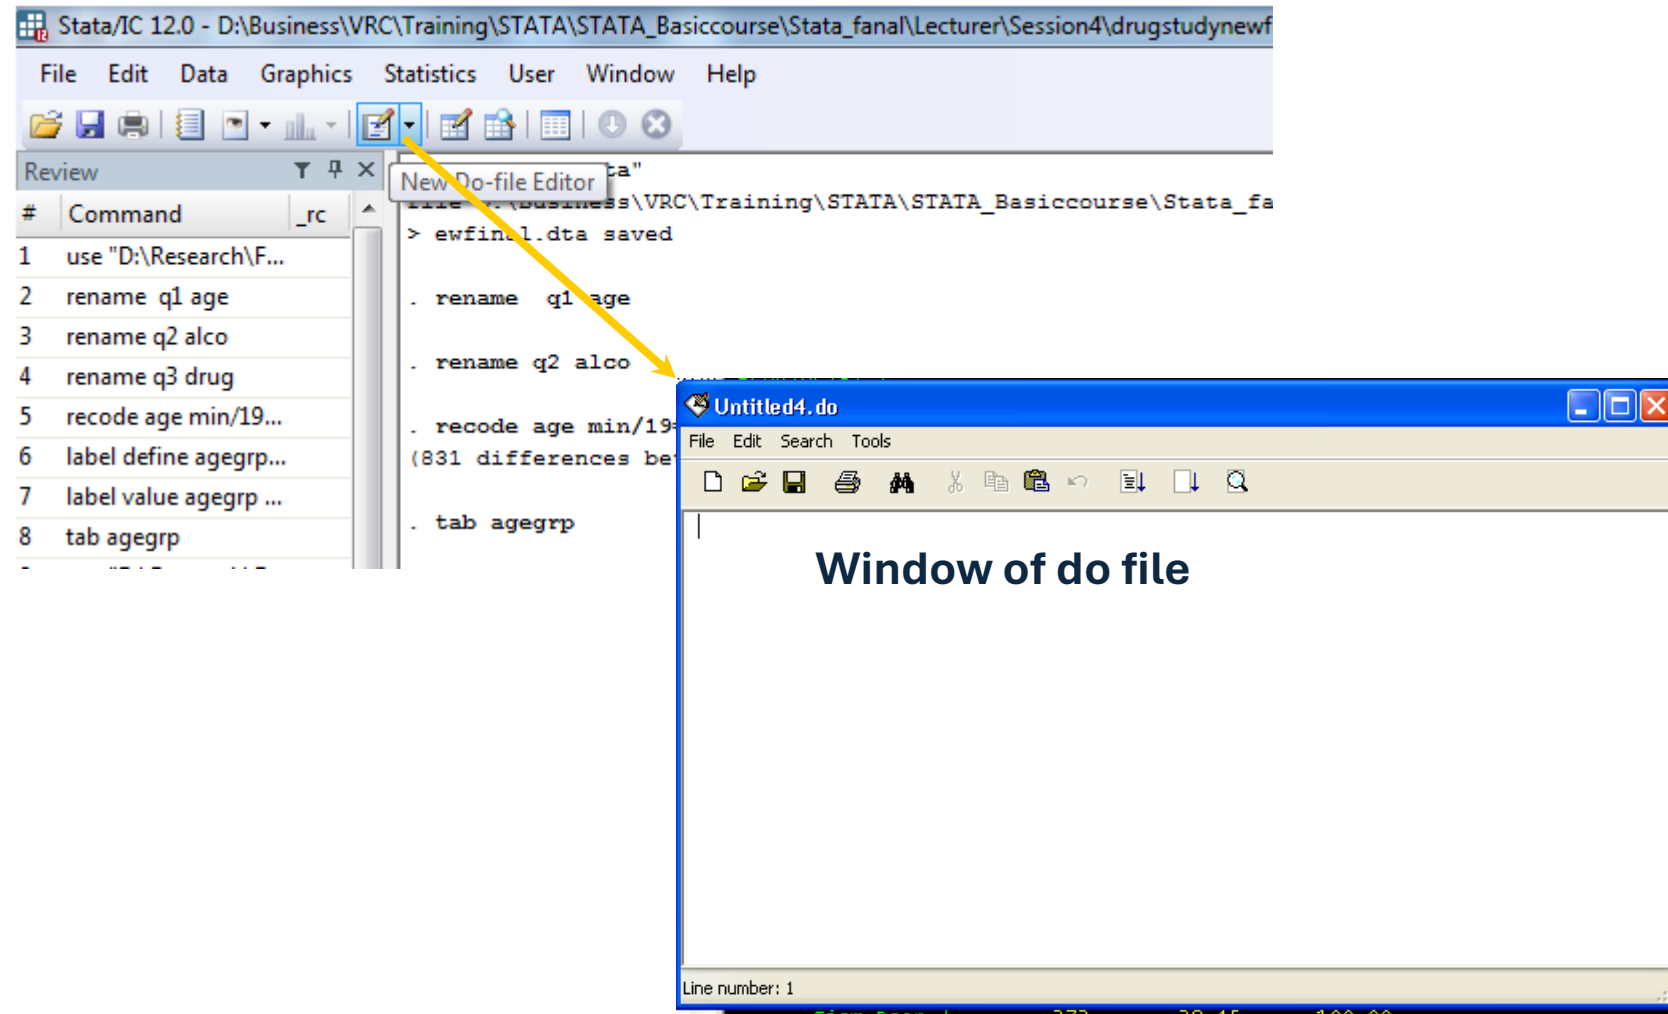 Stata/IC 12.0 - D:\Business\VRC\Training\STATA\STATA_Basiccourse\Stata_fanal\Lecturer\Session4\drugstudynewf
File Edit Data Graphics Statistics User Window Help
Review
# Command _rc
1 use "D:\Research\F...
2 rename q1 age
3 rename q2 alco
4 rename q3 drug
5 recode age min/19...
6 label define agegrp...
7 label value agegrp ...
8 tab agegrp
New Do-file Editor
ta"
\Business\VRC\Training\STATA\STATA_Basiccourse\Stata_fa
> ewfinal.dta saved
. rename q1 age
. rename q2 alco
. recode age min/19
(831 differences be
. tab agegrp
Untitled4.do
File Edit Search Tools
Window of do file
Line number: 1